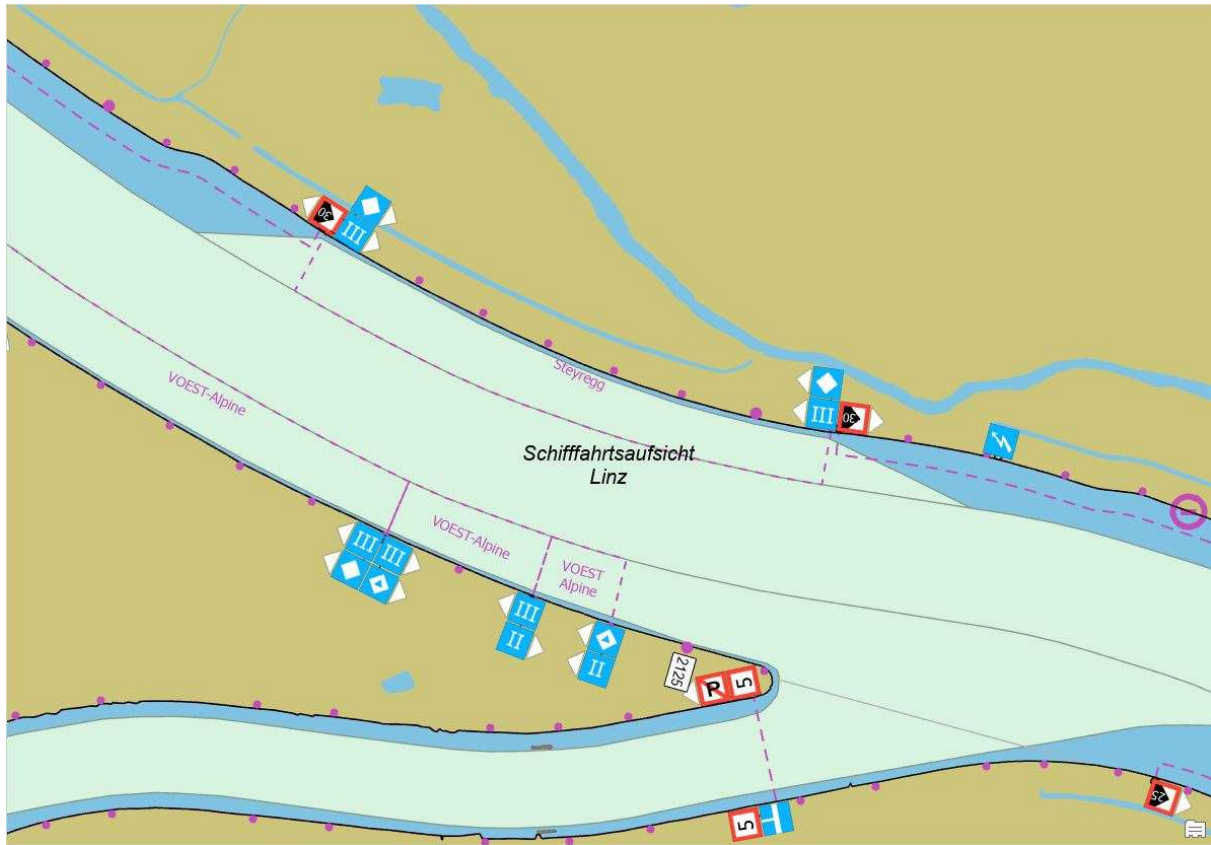 30
III
Steyregg
VOEST-Alpine
III
30
Schifffahrtsaufsicht
Linz
VOEST-Alpine
III
III
VOEST
Alpine
III
II
II
2125
P
5
25
5